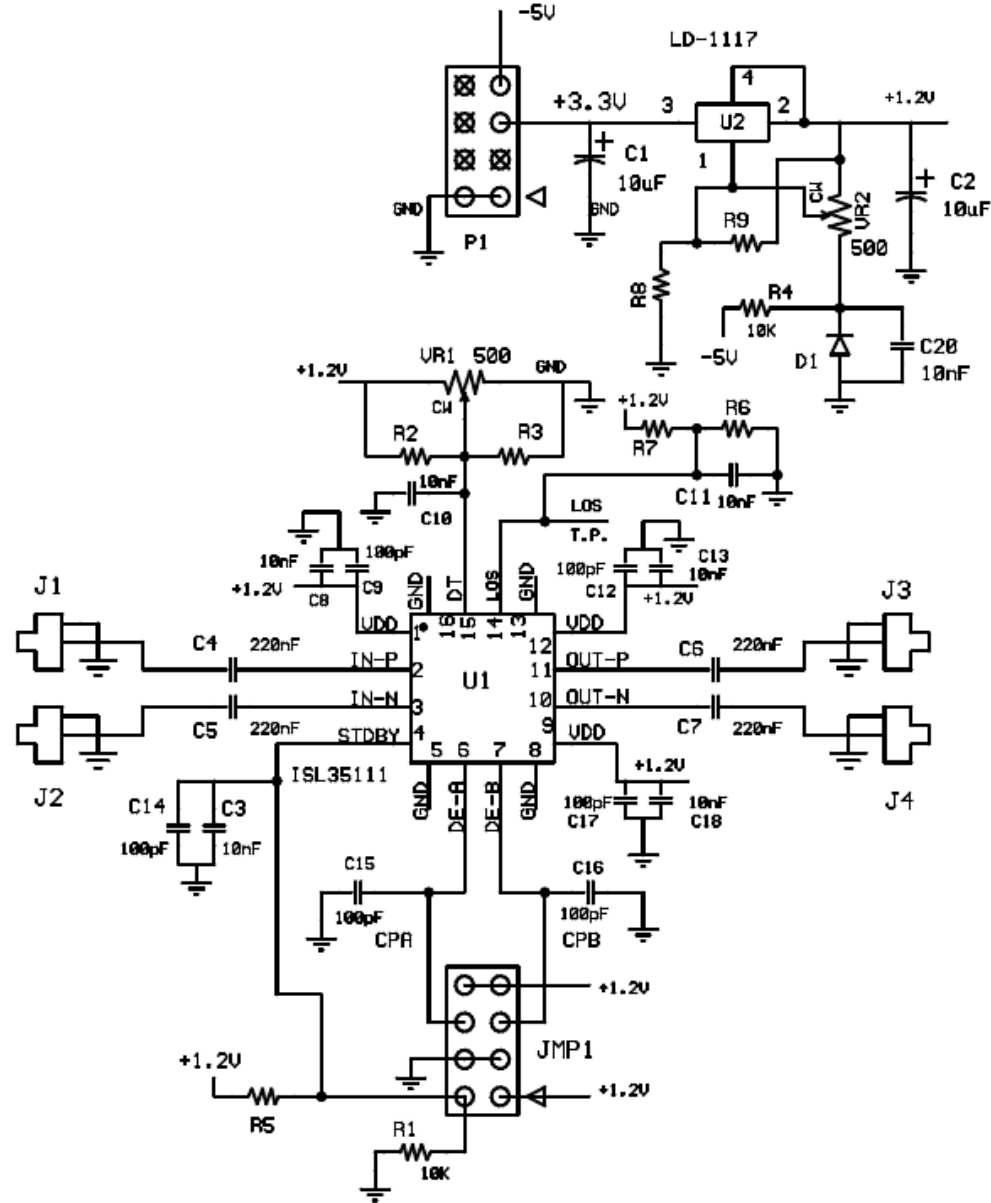 -5V
LD-1117
4
+3.3V
3
U2
2
+1.2V
+
C1
10uF
1
GND
GND
P1
R9
CW
VR2
500
+
C2
10uF
R8
R4
10K
-5V
D1
C20
10nF
VR1 500
+1.2V
GND
CW
R2
R3
+1.2V
R6
R7
10nF
C10
C11
10nF
LOS
T.P.
10nF
100pF
+1.2V
C8
C9
GND
DT
LOS
GND
100pF
C12
C13
10nF
+1.2V
16
15
14
13
J1
VDD
1
12
VDD
J3
C4
220nF
IN-P
2
11
OUT-P
C6
220nF
U1
C5
220nF
IN-N
3
10
OUT-N
C7
220nF
STDBY
4
9
VDD
J2
J4
ISL35111
5
6
7
8
GND
DE-A
DE-B
GND
+1.2V
100pF
C17
10nF
C18
C14
100pF
C3
10nF
C15
100pF
CPA
C16
100pF
CPB
+1.2V
JMP1
+1.2V
+1.2V
R5
R1
10K